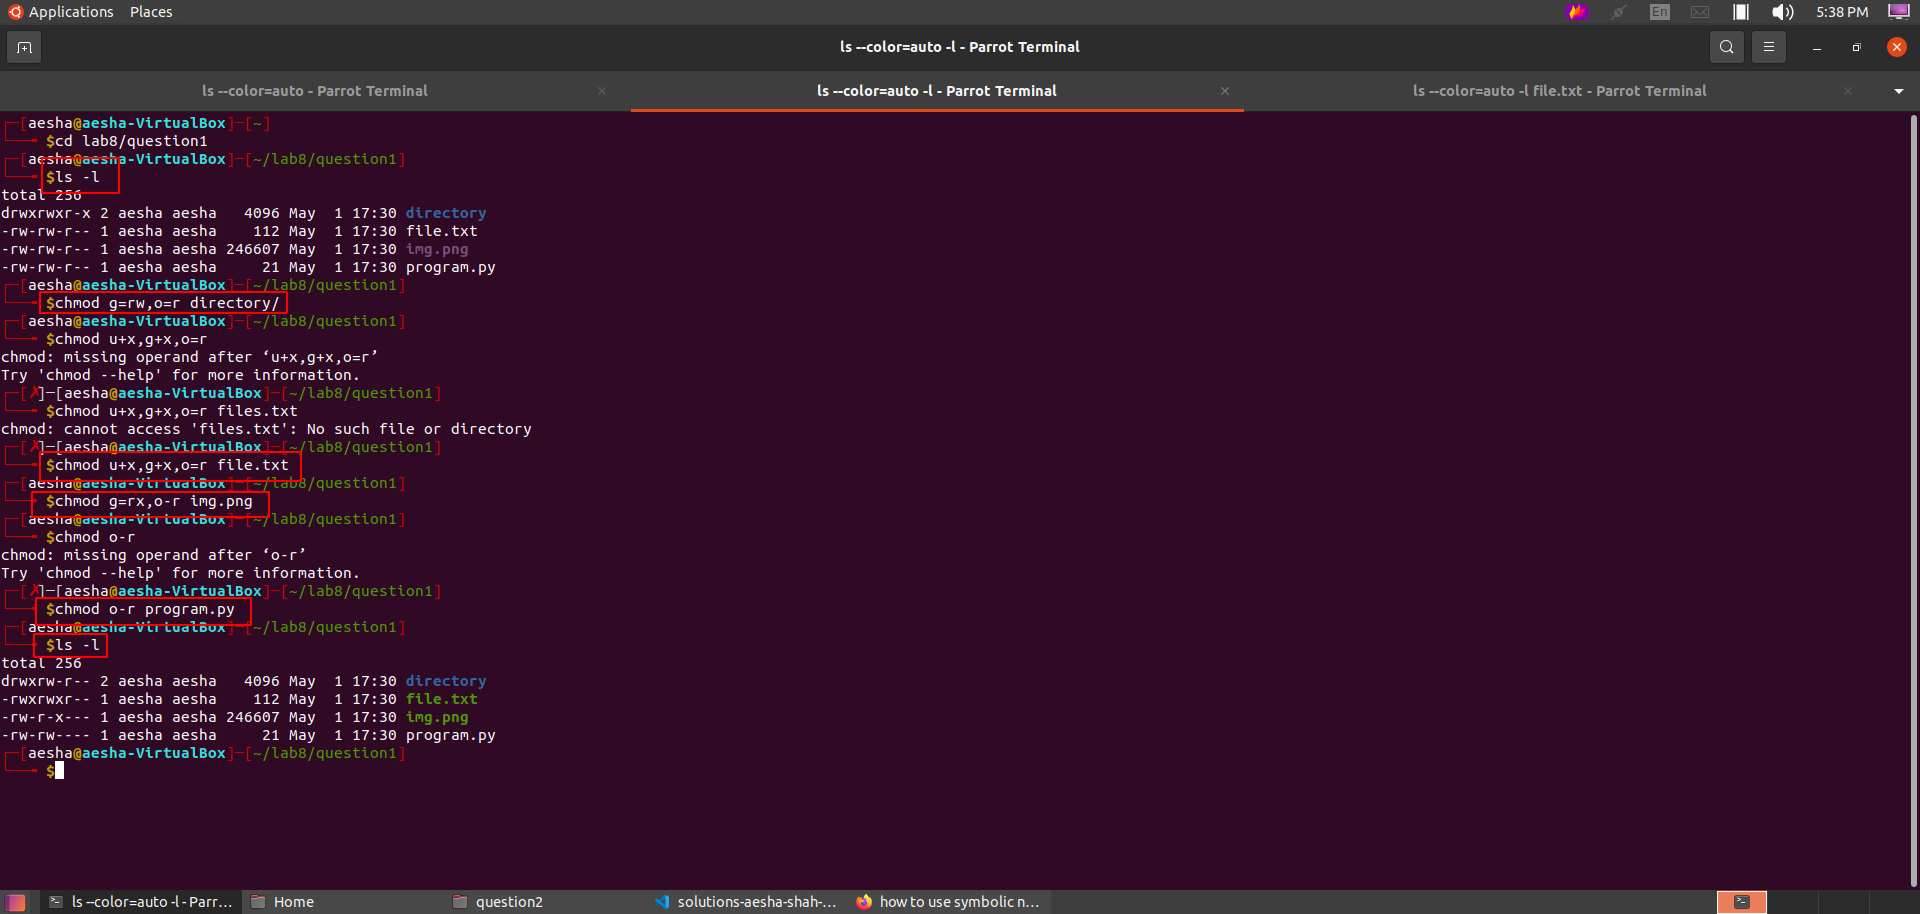 Applications Places En 5:38 PM
ls --color=auto -l - Parrot Terminal
ls --color=auto - Parrot Terminal ls --color=auto -l - Parrot Terminal ls --color=auto -l file.txt - Parrot Terminal
[aesha@aesha-VirtualBox]─[~]
$cd lab8/question1
[aesha@aesha-VirtualBox]─[~/lab8/question1]
$ls -l
total 256
drwxrwxr-x 2 aesha aesha 4096 May 1 17:30 directory
-rw-rw-r-- 1 aesha aesha 112 May 1 17:30 file.txt
-rw-rw-r-- 1 aesha aesha 246607 May 1 17:30 img.png
-rw-rw-r-- 1 aesha aesha 21 May 1 17:30 program.py
[aesha@aesha-VirtualBox]─[~/lab8/question1]
$chmod g=rw,o=r directory/
[aesha@aesha-VirtualBox]─[~/lab8/question1]
$chmod u+x,g+x,o=r
chmod: missing operand after ‘u+x,g+x,o=r’
Try 'chmod --help' for more information.
[✗]─[aesha@aesha-VirtualBox]─[~/lab8/question1]
$chmod u+x,g+x,o=r files.txt
chmod: cannot access 'files.txt': No such file or directory
[✗]─[aesha@aesha-VirtualBox]─[~/lab8/question1]
$chmod u+x,g+x,o=r file.txt
[aesha@aesha-VirtualBox]─[~/lab8/question1]
$chmod g=rx,o-r img.png
[aesha@aesha-VirtualBox]─[~/lab8/question1]
$chmod o-r
chmod: missing operand after ‘o-r’
Try 'chmod --help' for more information.
[✗]─[aesha@aesha-VirtualBox]─[~/lab8/question1]
$chmod o-r program.py
[aesha@aesha-VirtualBox]─[~/lab8/question1]
$ls -l
total 256
drwxrw-r-- 2 aesha aesha 4096 May 1 17:30 directory
-rwxrwxr-- 1 aesha aesha 112 May 1 17:30 file.txt
-rw-r-x--- 1 aesha aesha 246607 May 1 17:30 img.png
-rw-rw---- 1 aesha aesha 21 May 1 17:30 program.py
[aesha@aesha-VirtualBox]─[~/lab8/question1]
$
ls --color=auto -l - Parr... Home question2 solutions-aesha-shah-... how to use symbolic n...